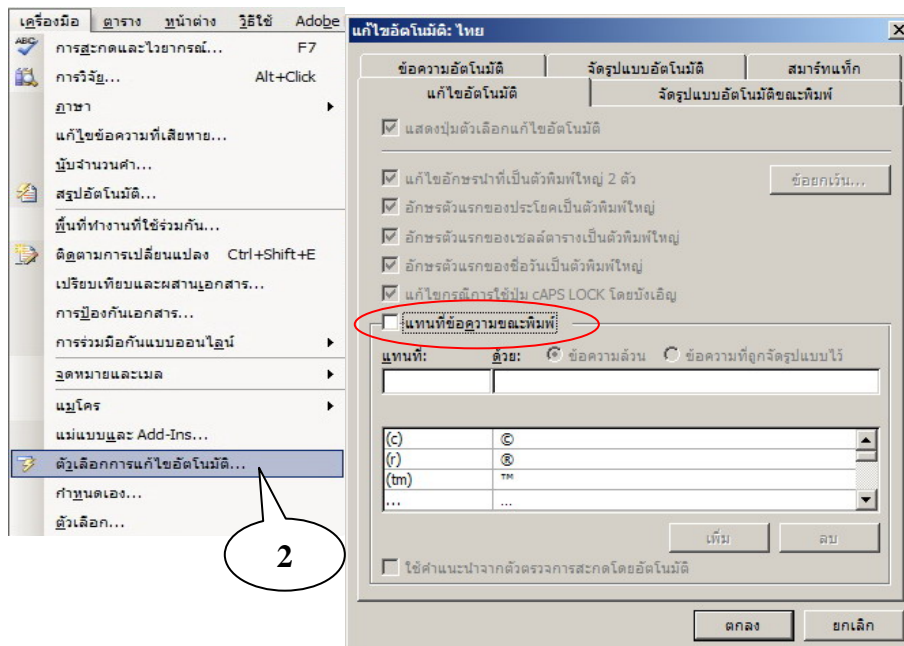 เครื่องมือ ตาราง หน้าต่าง วิธีใช้ Adobe
การสะกดและไวยากรณ์... F7
การวิจัย... Alt+Click
ภาษา
แก้ไขข้อความที่เสียหาย...
นับจำนวนคำ...
สรุปอัตโนมัติ...
พื้นที่ทำงานที่ใช้ร่วมกัน...
ติดตามการเปลี่ยนแปลง Ctrl+Shift+E
เปรียบเทียบและผสานเอกสาร...
การป้องกันเอกสาร...
การร่วมมือกันแบบออนไลน์
จดหมายและเมล
แมโคร
แม่แบบและ Add-Ins...
ตัวเลือกการแก้ไขอัตโนมัติ...
กำหนดเอง...
ตัวเลือก...
2
แก้ไขอัตโนมัติ: ไทย
ข้อความอัตโนมัติ จัดรูปแบบอัตโนมัติ สมาร์ทแท็ก
แก้ไขอัตโนมัติ จัดรูปแบบอัตโนมัติขณะพิมพ์
แสดงปุ่มตัวเลือกแก้ไขอัตโนมัติ
แก้ไขอักษรนำที่เป็นตัวพิมพ์ใหญ่ 2 ตัว ข้อยกเว้น...
อักษรตัวแรกของประโยคเป็นตัวพิมพ์ใหญ่
อักษรตัวแรกของเซลล์ตารางเป็นตัวพิมพ์ใหญ่
อักษรตัวแรกของชื่อวันเป็นตัวพิมพ์ใหญ่
แก้ไขกรณีการใช้ปุ่ม cAPS LOCK โดยบังเอิญ
แทนที่ข้อความขณะพิมพ์
แทนที่: ด้วย: ข้อความล้วน ข้อความที่ถูกจัดรูปแบบไว้
(c) ©
(r) ®
(tm) ™
... ...
เพิ่ม ลบ
ใช้คำแนะนำจากตัวตรวจการสะกดโดยอัตโนมัติ
ตกลง ยกเลิก